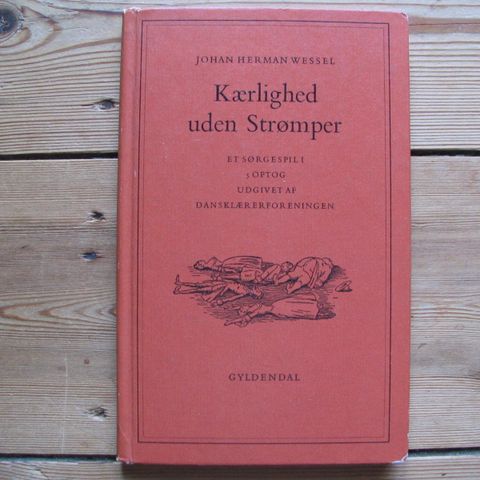 JOHAN HERMAN WESSEL
Kærlighed
uden Strømper
ET SØRGESPIL I
5 OPTOG
UDGIVET AF
DANSKLÆRERFORENINGEN
GYLDENDAL